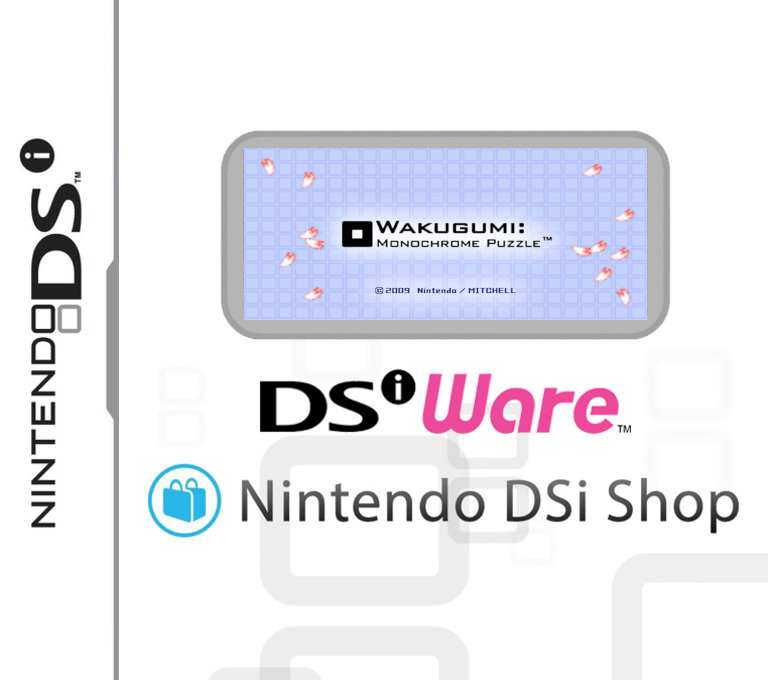 NINTENDO DSi™
WAKUGUMI:
MONOCHROME PUZZLE™
©2009 Nintendo / MITCHELL
DSiWare™
Nintendo DSi Shop